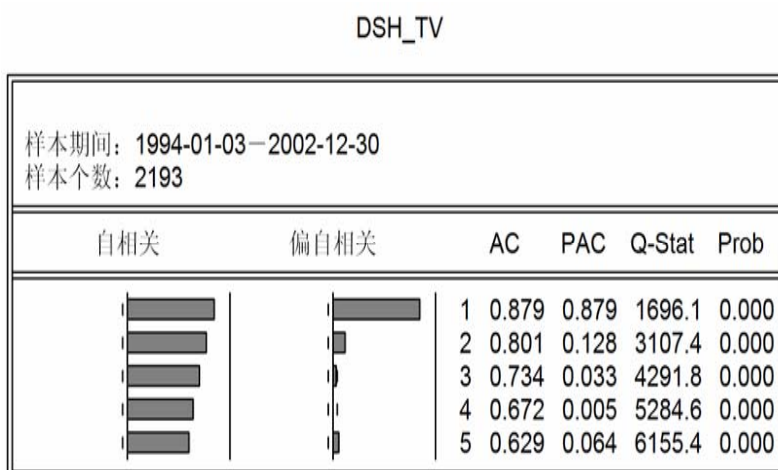 DSH_TV
样本期间：1994-01-03－2002-12-30
样本个数：2193
自相关 偏自相关 AC PAC Q-Stat Prob
1 0.879 0.879 1696.1 0.000
2 0.801 0.128 3107.4 0.000
3 0.734 0.033 4291.8 0.000
4 0.672 0.005 5284.6 0.000
5 0.629 0.064 6155.4 0.000